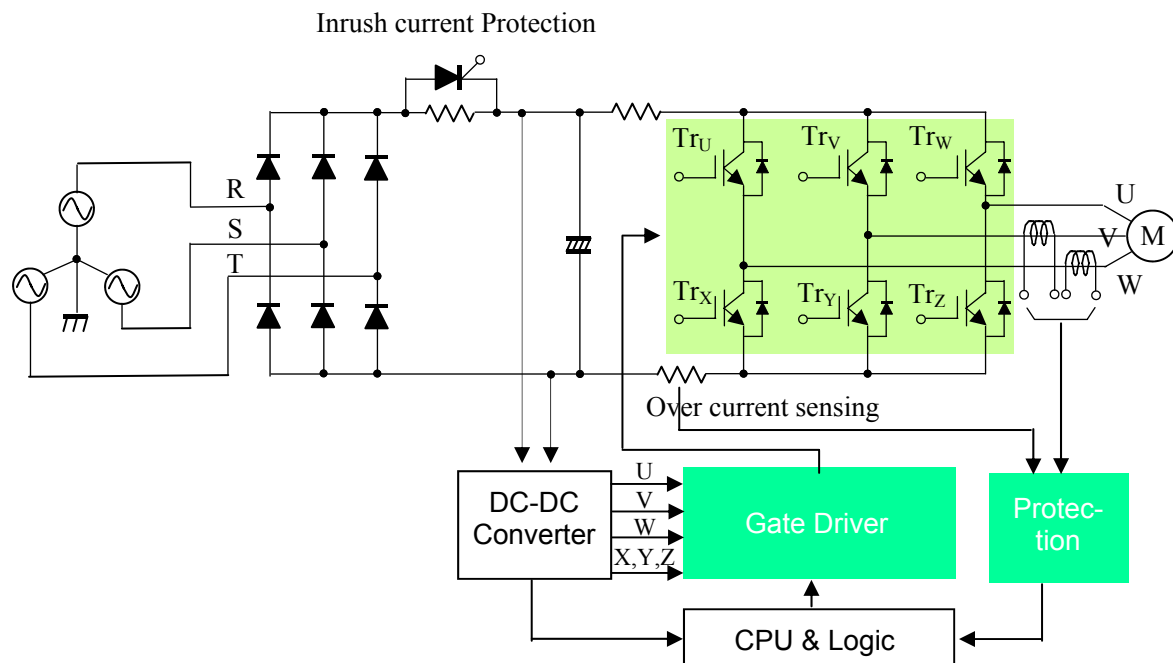 Inrush current Protection
TrU
TrV
TrW
R
S
T
U
V
M
W
TrX
TrY
TrZ
Over current sensing
U
V
W
X,Y,Z
DC-DC
Converter
Gate Driver
Protec-
tion
CPU & Logic